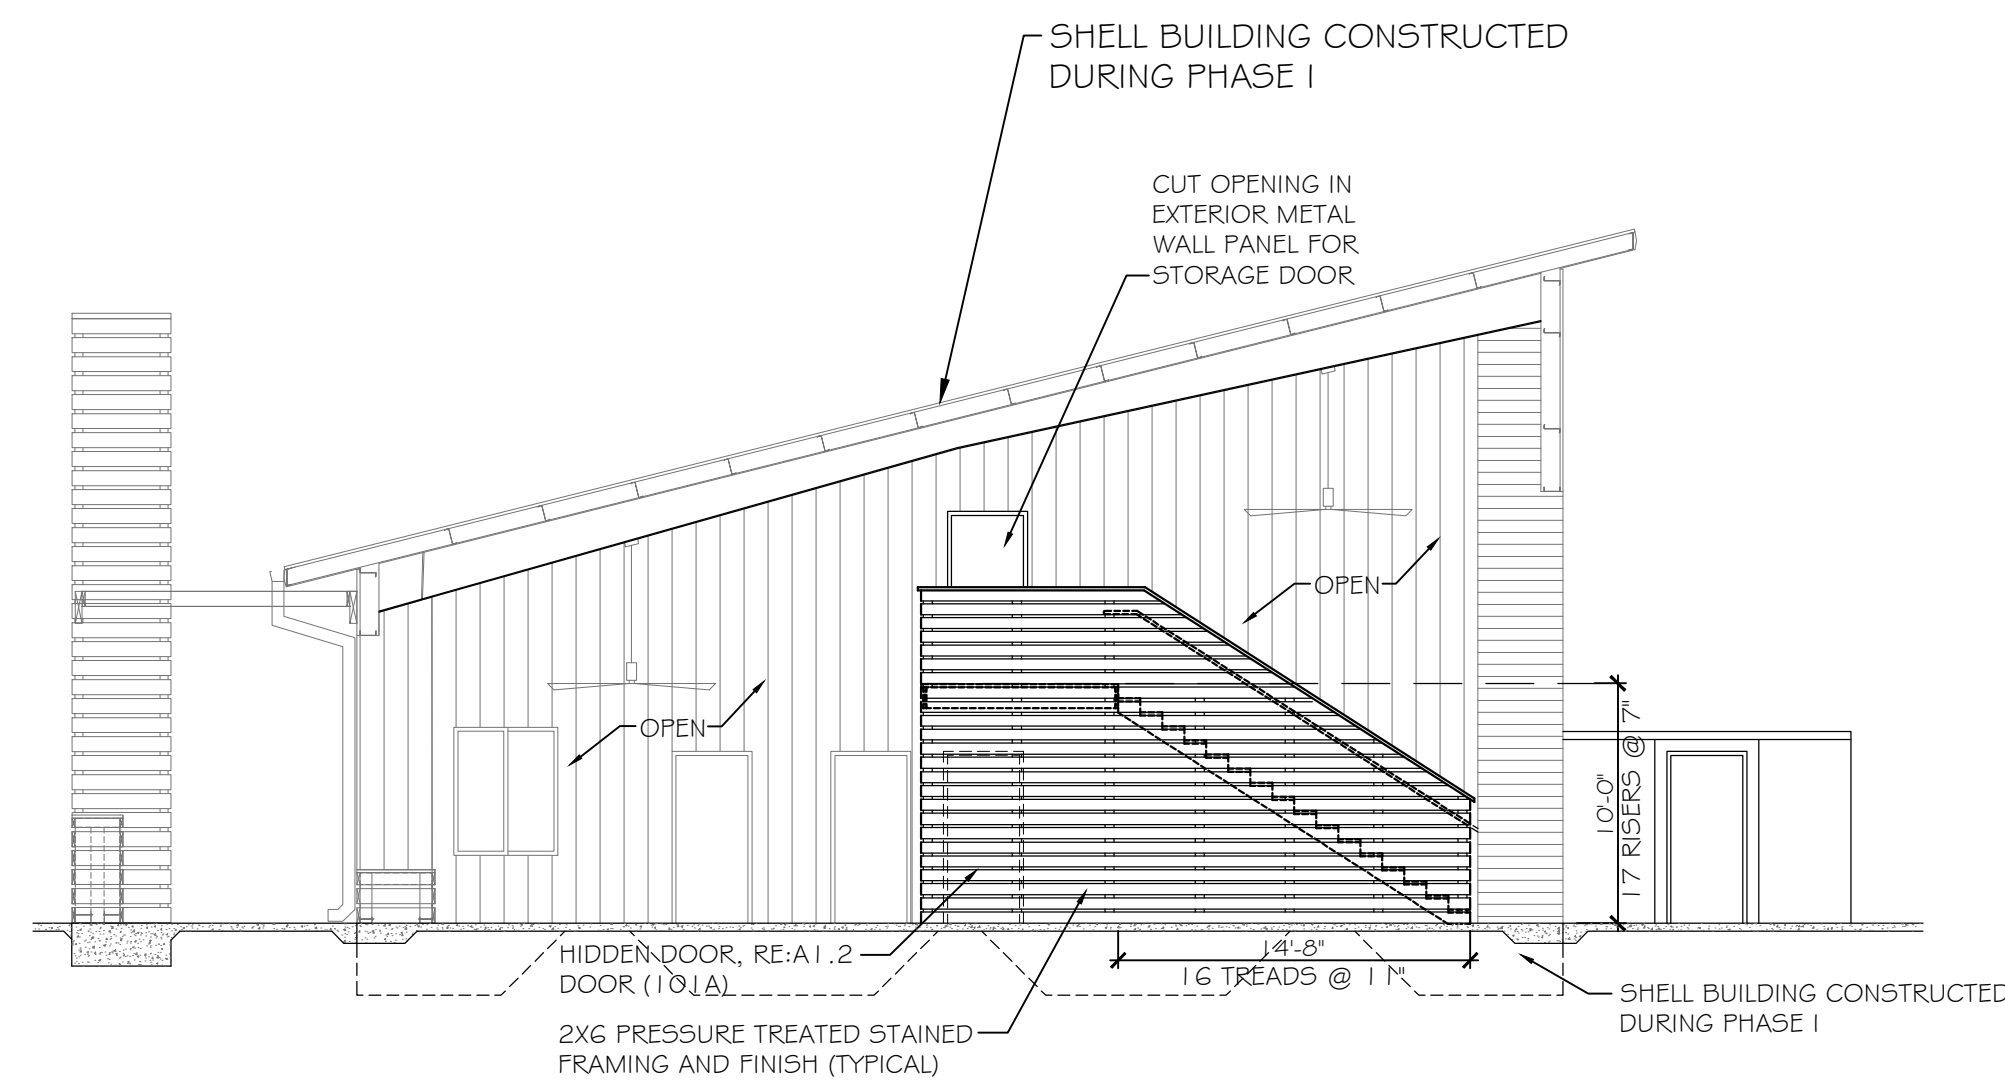 SHELL BUILDING CONSTRUCTED
DURING PHASE 1
CUT OPENING IN
EXTERIOR METAL
WALL PANEL FOR
STORAGE DOOR
OPEN
OPEN
10'-0"
17 RISERS @ 7"
HIDDEN DOOR, RE:A1.2
DOOR (101A)
14'-8"
16 TREADS @ 11"
2X6 PRESSURE TREATED STAINED
FRAMING AND FINISH (TYPICAL)
SHELL BUILDING CONSTRUCTED
DURING PHASE 1